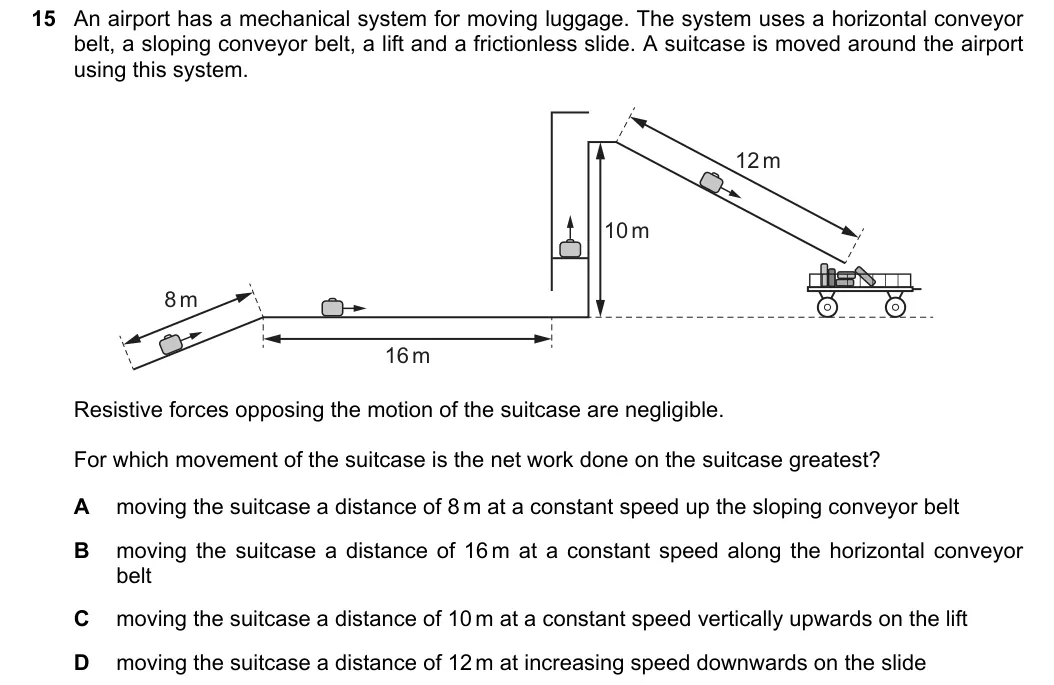 15 An airport has a mechanical system for moving luggage. The system uses a horizontal conveyor
belt, a sloping conveyor belt, a lift and a frictionless slide. A suitcase is moved around the airport
using this system.
12 m
10 m
8 m
16 m
Resistive forces opposing the motion of the suitcase are negligible.
For which movement of the suitcase is the net work done on the suitcase greatest?
A moving the suitcase a distance of 8 m at a constant speed up the sloping conveyor belt
B moving the suitcase a distance of 16 m at a constant speed along the horizontal conveyor
belt
C moving the suitcase a distance of 10 m at a constant speed vertically upwards on the lift
D moving the suitcase a distance of 12 m at increasing speed downwards on the slide